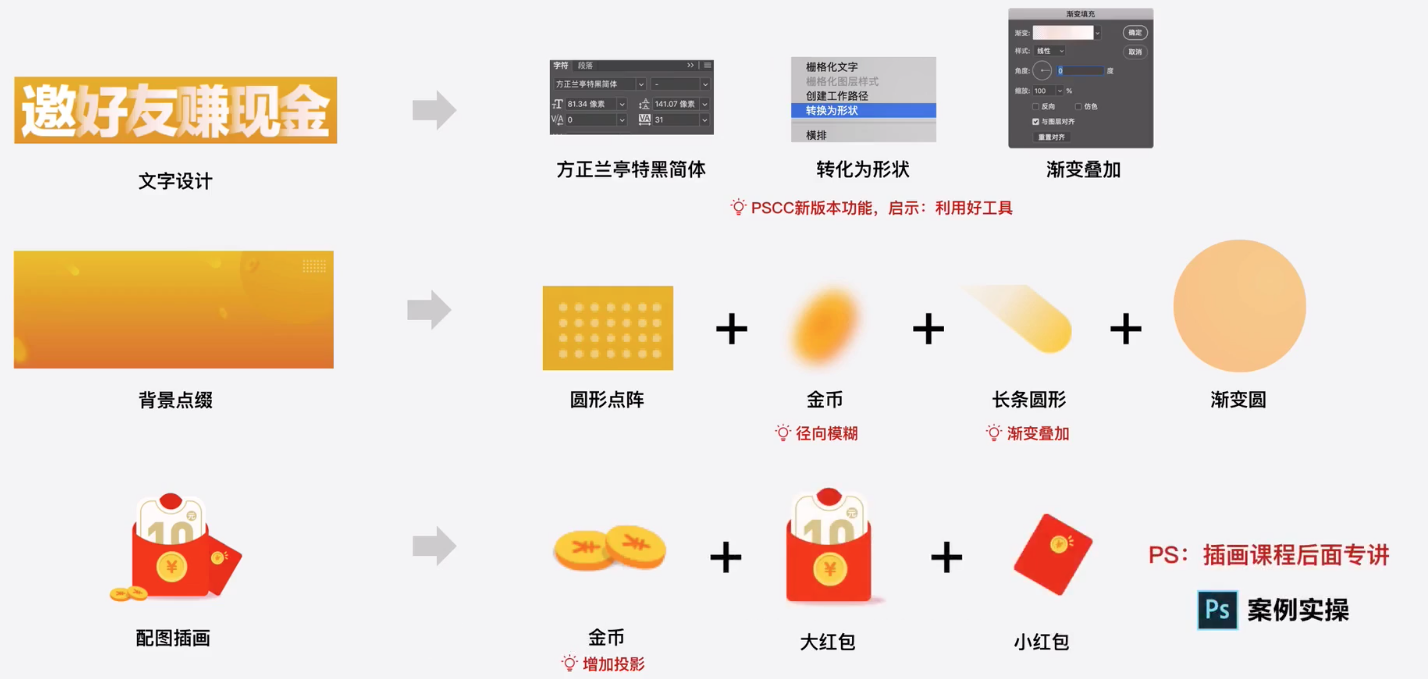 邀好友赚现金
文字设计
字符 段落
方正兰亭特黑简体 -
81.34 像素 141.07 像素
V/A 0 VA 31
方正兰亭特黑简体
栅格化文字
栅格化图层样式
创建工作路径
转换为形状
横排
转化为形状
渐变填充
渐变: 确定
样式: 线性 取消
角度: 0 度
缩放: 100 %
反向 仿色
与图层对齐
重置对齐
渐变叠加
PSCC新版本功能，启示：利用好工具
背景点缀
圆形点阵
金币
径向模糊
长条圆形
渐变叠加
渐变圆
10 元
¥
配图插画
¥ ¥
金币
增加投影
10 元
¥
大红包
小红包
PS：插画课程后面专讲
Ps 案例实操